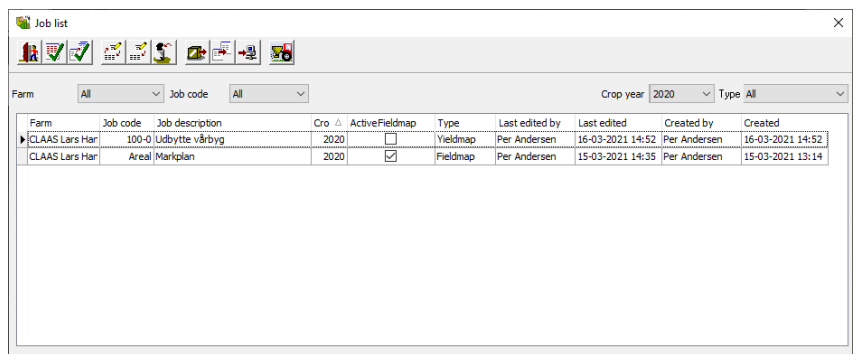 Job list
Farm All Job code All Crop year 2020 Type All
Farm Job code Job description Cro ActiveFieldmap Type Last edited by Last edited Created by Created
CLAAS Lars Har 100-0 Udbytte vårbyg 2020 Yieldmap Per Andersen 16-03-2021 14:52 Per Andersen 16-03-2021 14:52
CLAAS Lars Har Areal Markplan 2020 Fieldmap Per Andersen 15-03-2021 14:35 Per Andersen 15-03-2021 13:14